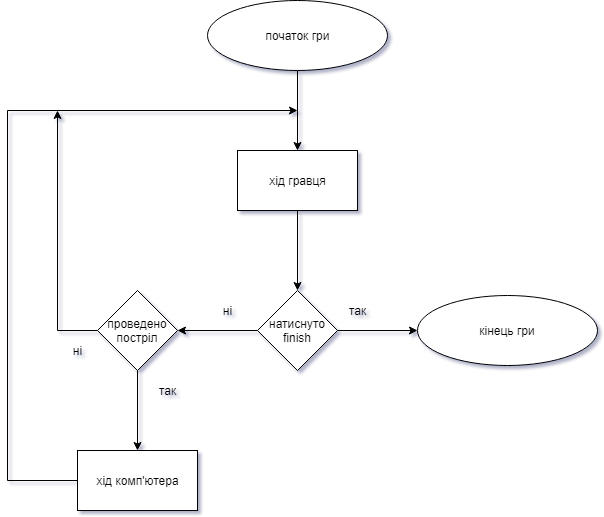 початок гри
хід гравця
ні
так
проведено
постріл
натиснуто
finish
кінець гри
ні
так
хід комп'ютера